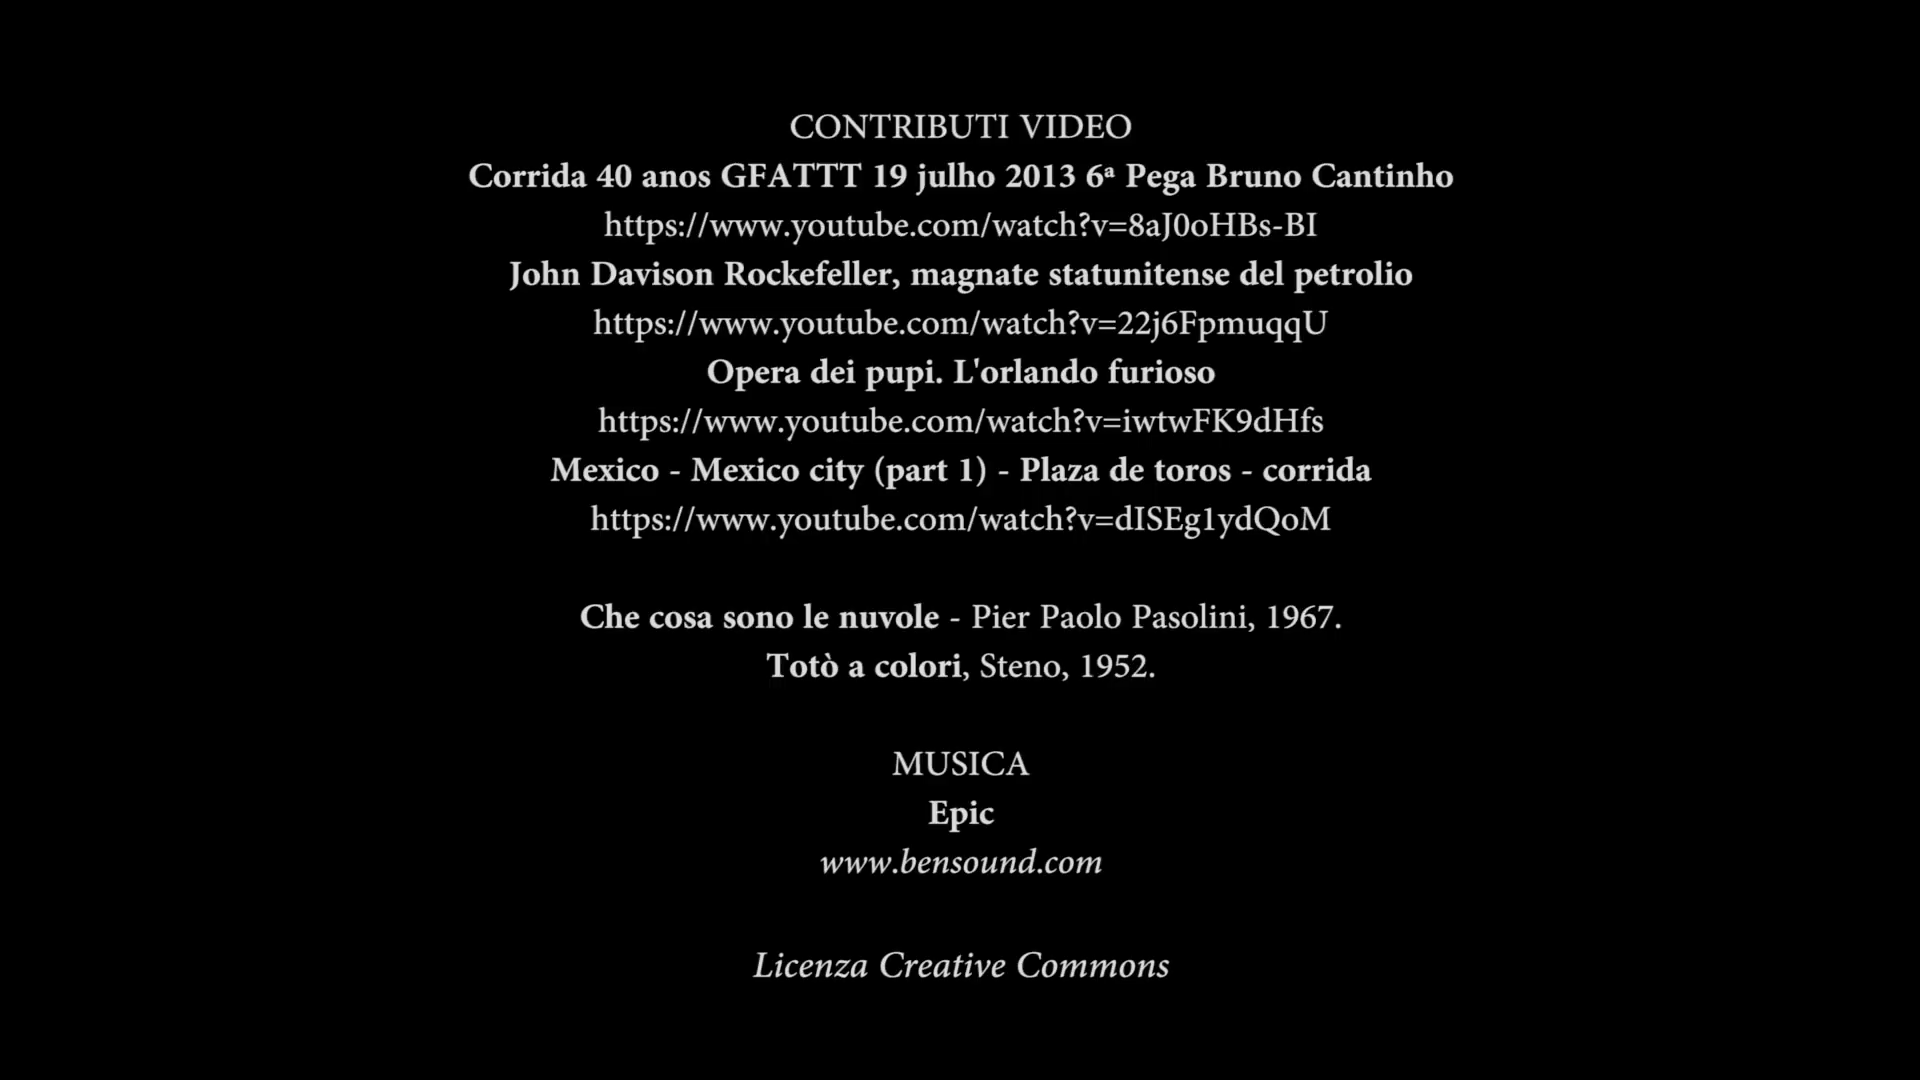 CONTRIBUTI VIDEO
Corrida 40 anos GFATTT 19 julho 2013 6ª Pega Bruno Cantinho
https://www.youtube.com/watch?v=8aJ0oHBs-BI
John Davison Rockefeller, magnate statunitense del petrolio
https://www.youtube.com/watch?v=22j6FpmuqqU
Opera dei pupi. L'orlando furioso
https://www.youtube.com/watch?v=iwtwFK9dHfs
Mexico - Mexico city (part 1) - Plaza de toros - corrida
https://www.youtube.com/watch?v=dISEg1ydQoM
Che cosa sono le nuvole - Pier Paolo Pasolini, 1967.
Totò a colori, Steno, 1952.
MUSICA
Epic
www.bensound.com
Licenza Creative Commons